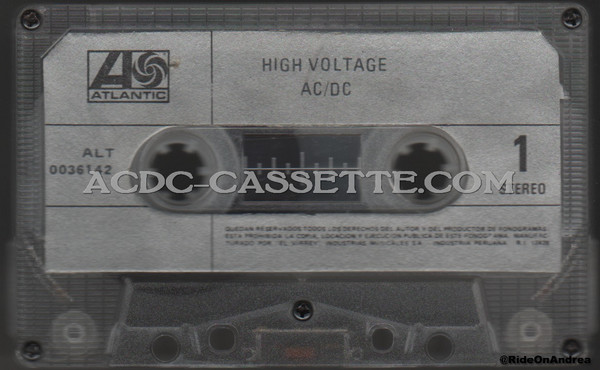 HIGH VOLTAGE
AC/DC
ATLANTIC
ALT
0036142
1
STEREO
ACDC-CASSETTE.COM
QUEDAN RESERVADOS TODOS LOS DERECHOS DEL AUTOR Y DEL PRODUCTOR DE FONOGRAMAS
ESTA PROHIBIDA LA COPIA, LOCACION Y EJECUCION PUBLICA DE ESTE FONOGRAMA. MANUFAC
TURADO POR "EL VIRREY" INDUSTRIAS MUSICALES S.A. INDUSTRIA PERUANA R.I.
@RideOnAndrea